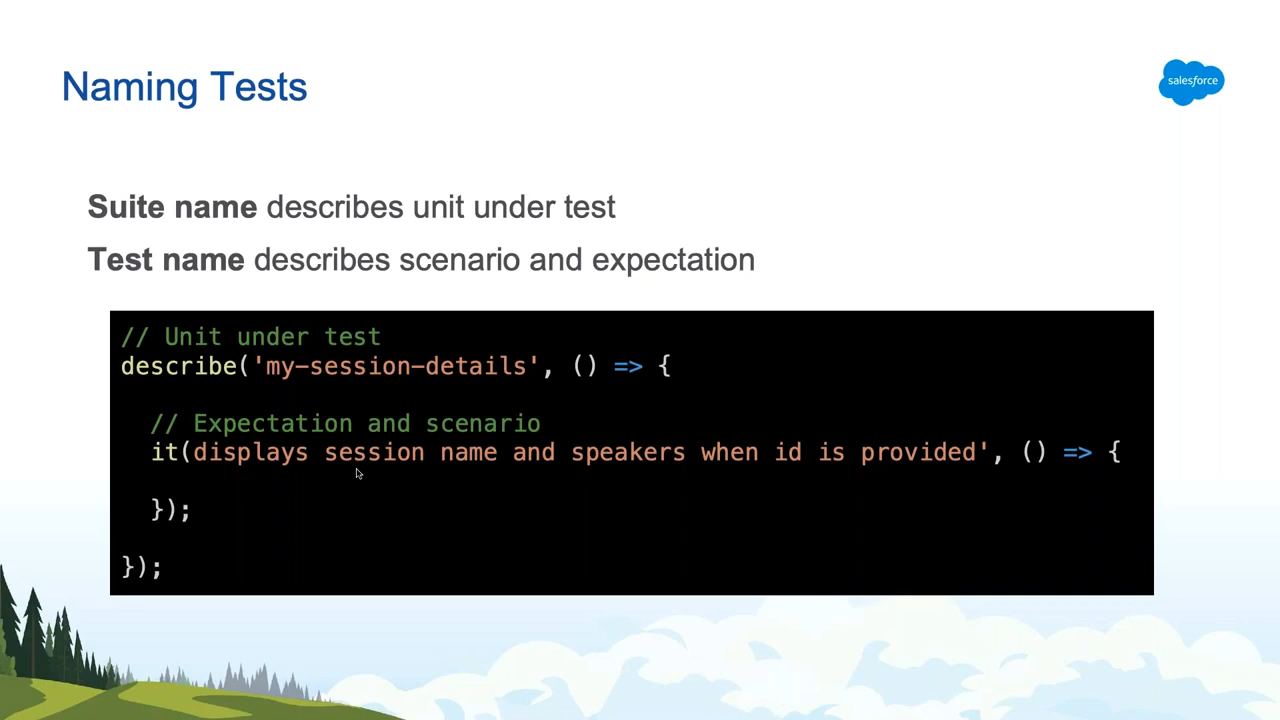 Naming Tests
salesforce
Suite name describes unit under test
Test name describes scenario and expectation
// Unit under test
describe('my-session-details', () => {
// Expectation and scenario
it(displays session name and speakers when id is provided', () => {
});
});